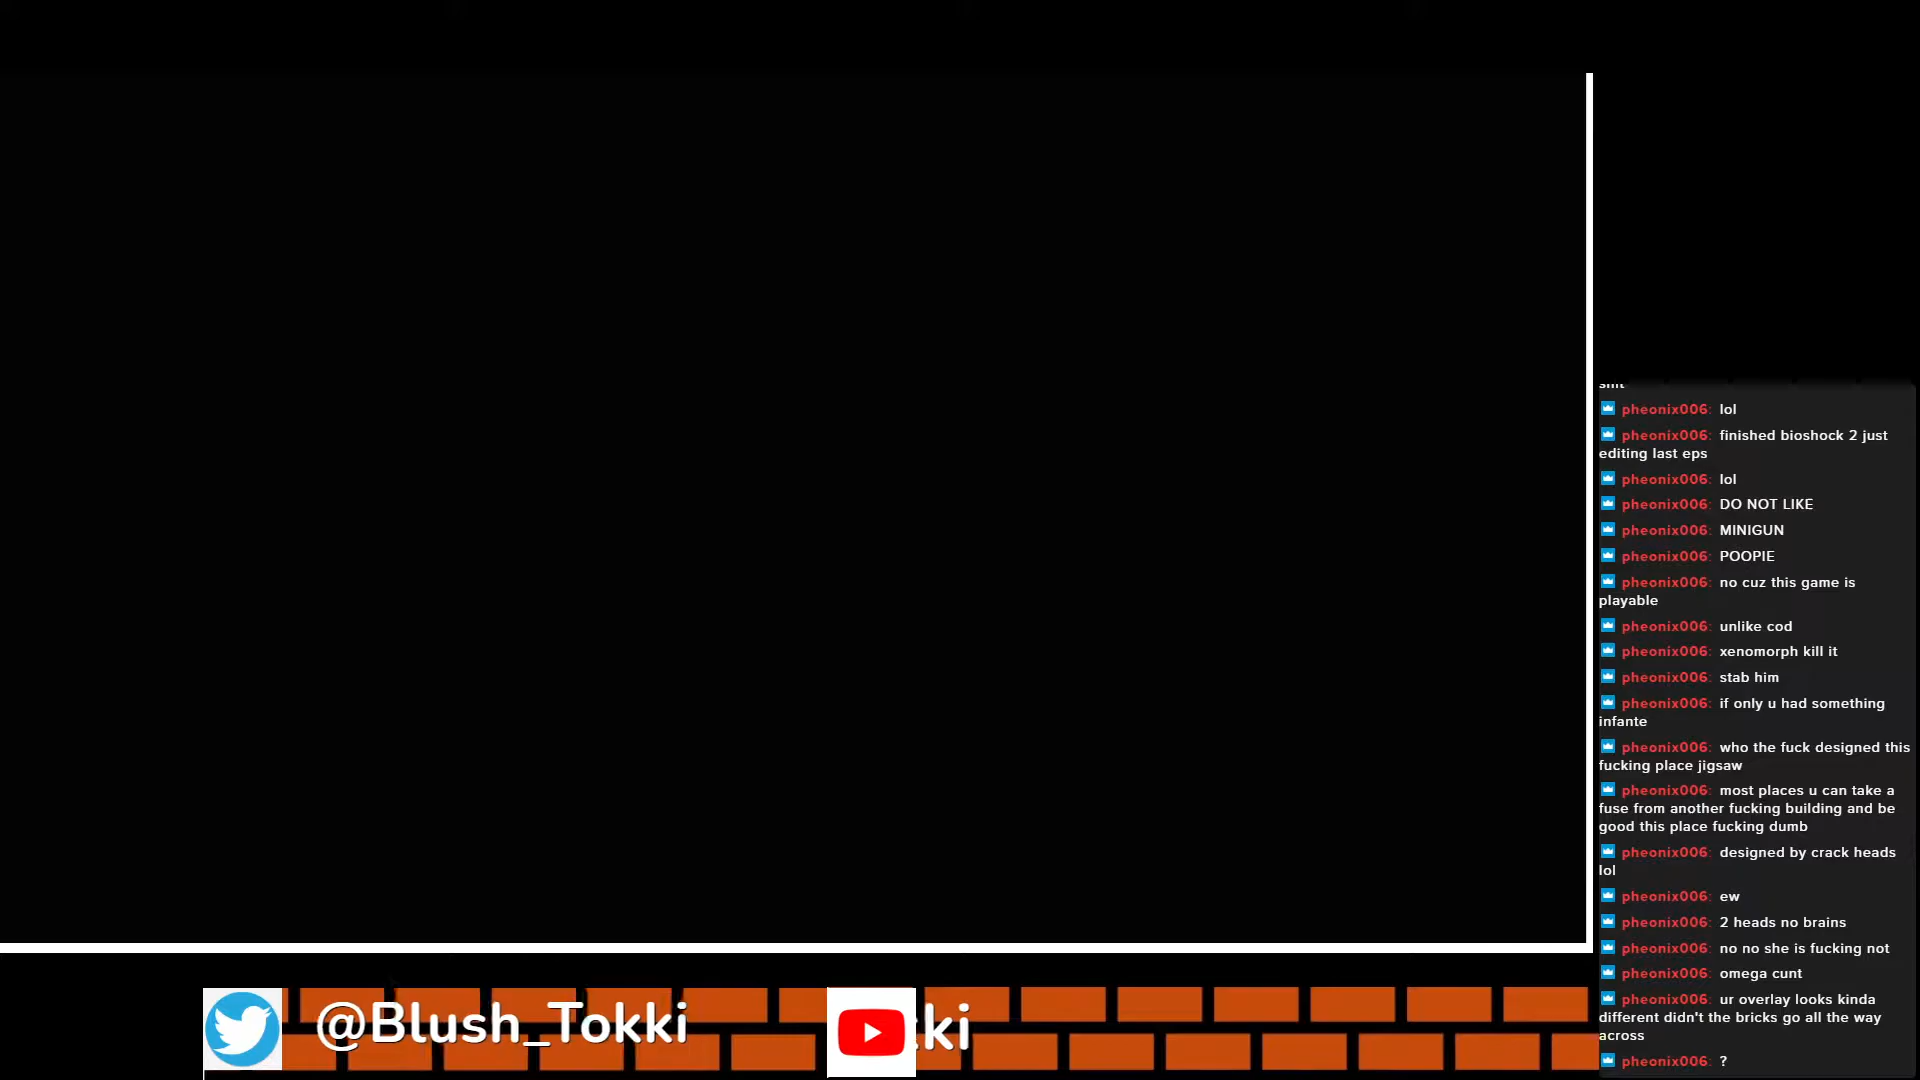 pheonix006: lol
pheonix006: finished bioshock 2 just
editing last eps
pheonix006: lol
pheonix006: DO NOT LIKE
pheonix006: MINIGUN
pheonix006: POOPIE
pheonix006: no cuz this game is
playable
pheonix006: unlike cod
pheonix006: xenomorph kill it
pheonix006: stab him
pheonix006: if only u had something
infante
pheonix006: who the fuck designed this
fucking place jigsaw
pheonix006: most places u can take a
fuse from another fucking building and be
good this place fucking dumb
pheonix006: designed by crack heads
lol
pheonix006: ew
pheonix006: 2 heads no brains
pheonix006: no no she is fucking not
pheonix006: omega cunt
pheonix006: ur overlay looks kinda
different didn't the bricks go all the way
across
pheonix006: ?
@Blush_Tokki